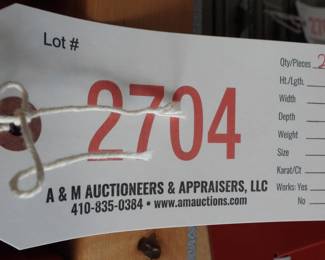 Lot #
2704
A & M AUCTIONEERS & APPRAISERS, LLC
410-835-0384 • www.amauctions.com
Qty/Pieces 2
Ht./Lgth.
Width
Depth
Weight
Size
Karat/Ct
Works: Yes
No